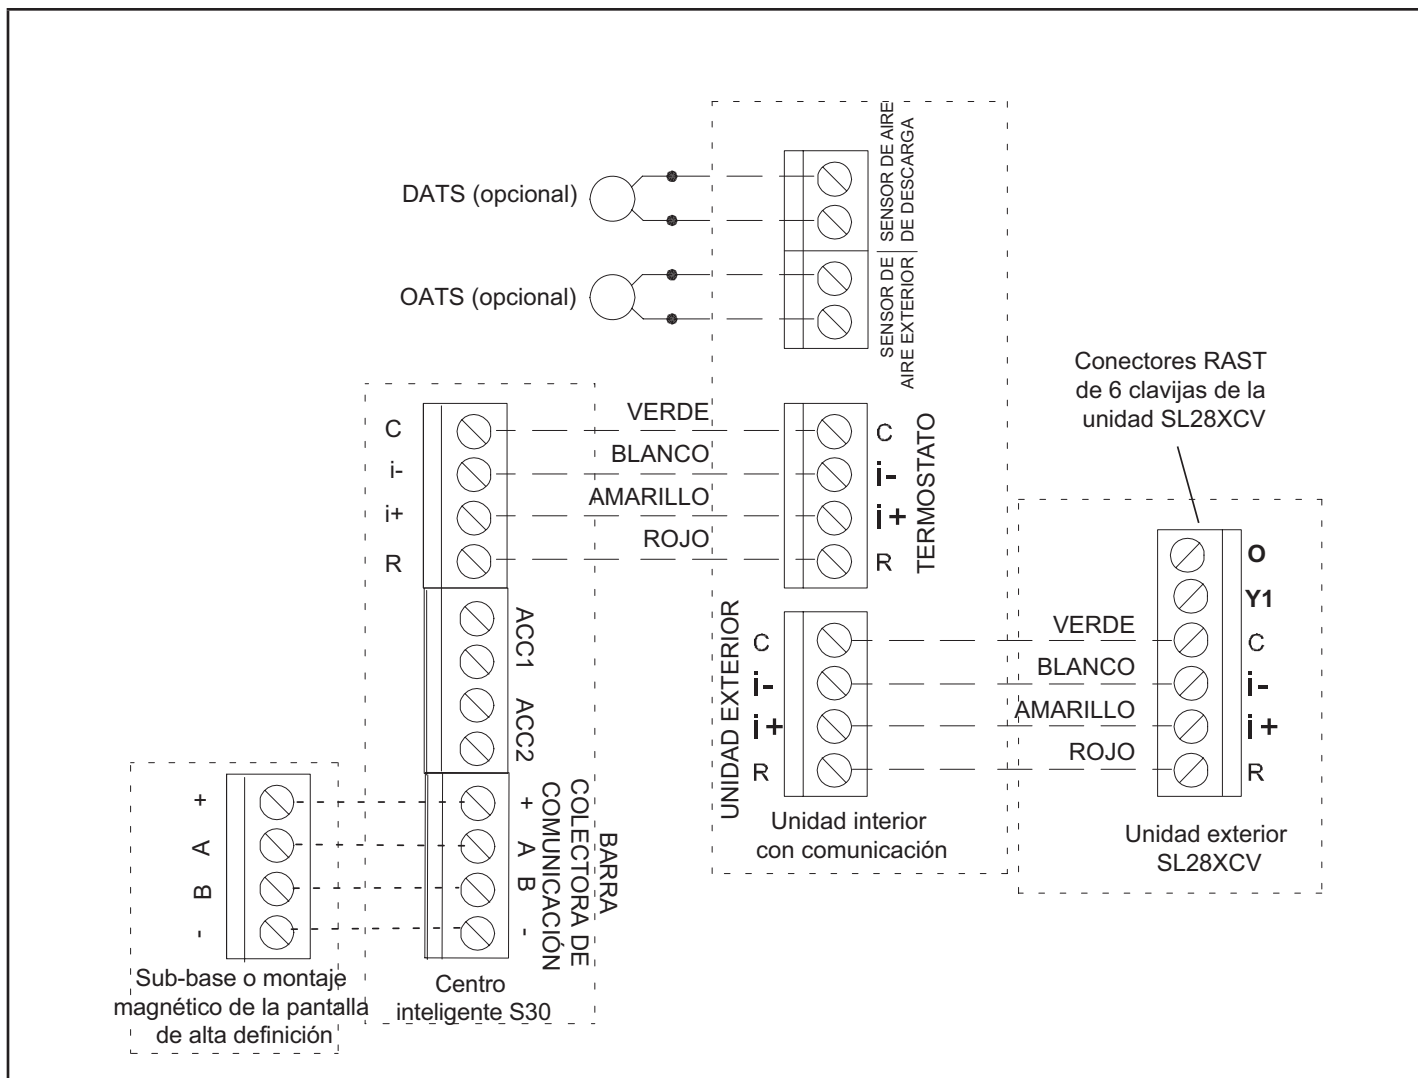 DATS (opcional)
SENSOR DE AIRE
DE DESCARGA
OATS (opcional)
SENSOR DE
AIRE EXTERIOR
Conectores RAST
de 6 clavijas de la
unidad SL28XCV
C
i-
i+
R
VERDE
BLANCO
AMARILLO
ROJO
C
i-
i+
R
TERMOSTATO
ACC1
ACC2
UNIDAD EXTERIOR
C
i-
i+
R
VERDE
BLANCO
AMARILLO
ROJO
O
Y1
C
i-
i+
R
Unidad interior
con comunicación
Unidad exterior
SL28XCV
+
A
B
-
+
A
B
-
BARRA
COLECTORA DE
COMUNICACIÓN
Sub-base o montaje
magnético de la pantalla
de alta definición
Centro
inteligente S30